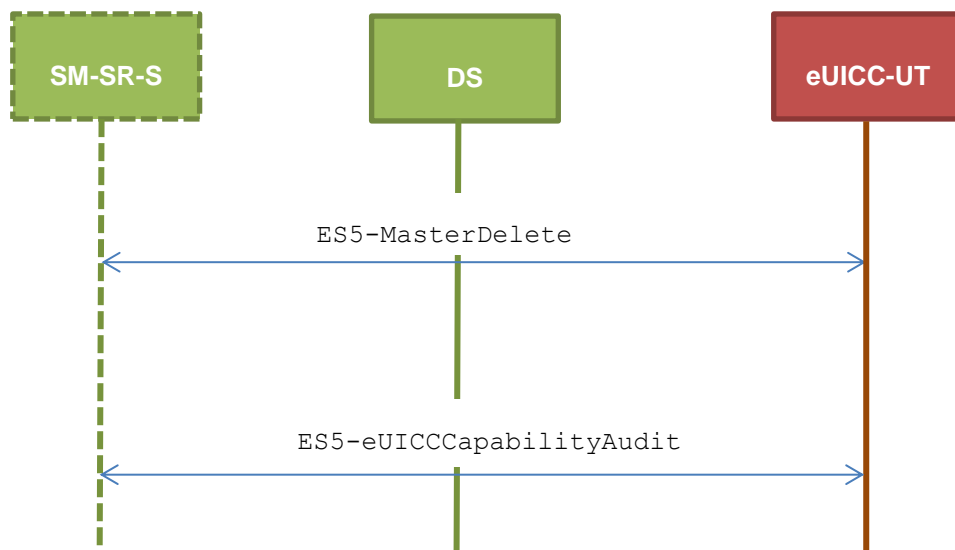 SM-SR-S
DS
eUICC-UT
ES5-MasterDelete
ES5-eUICCCapabilityAudit